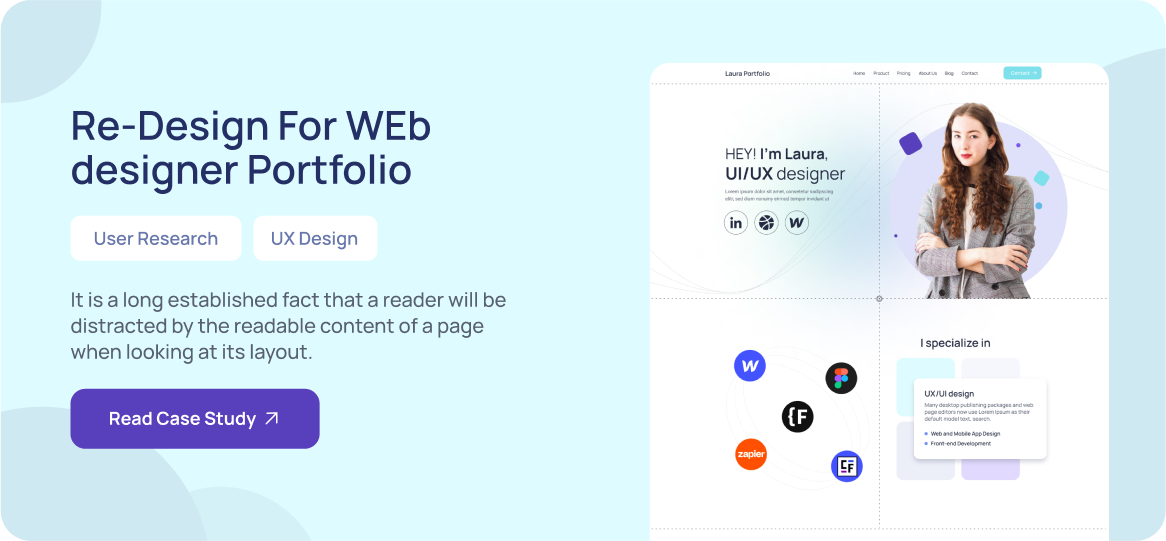 Re-Design For WEb
designer Portfolio
User Research
UX Design
It is a long established fact that a reader will be
distracted by the readable content of a page
when looking at its layout.
Read Case Study
Laura Portfolio
Home Product Pricing About Us Blog Contact
Contact
HEY! I'm Laura,
UI/UX designer
Lorem ipsum dolor sit amet, consetetur sadipscing
elitr, sed diam nonumy eirmod tempor invidunt ut
in
W
W
{F
zapier
CF
I specialize in
UX/UI design
Many desktop publishing packages and web
page editors now use Lorem Ipsum as their
default model text, search.
Web and Mobile App Design
Front-end Development